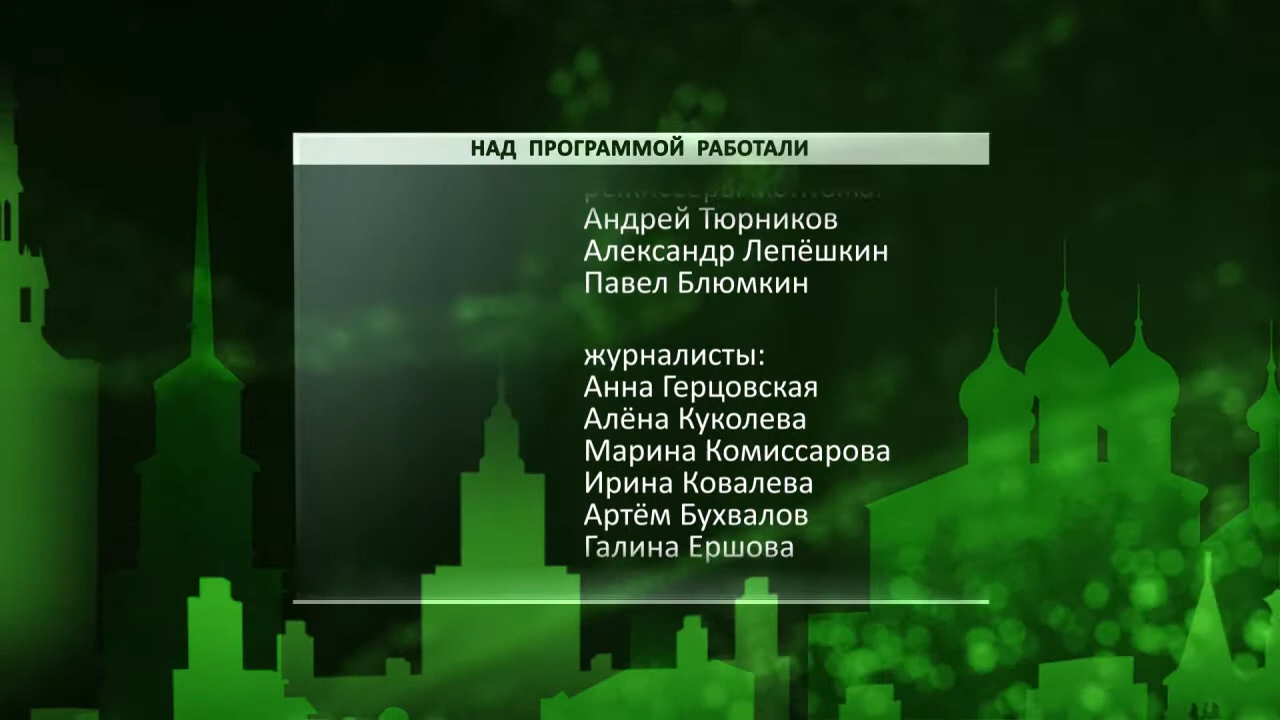 НАД ПРОГРАММОЙ РАБОТАЛИ
Андрей Тюрников
Александр Лепёшкин
Павел Блюмкин
журналисты:
Анна Герцовская
Алёна Куколева
Марина Комиссарова
Ирина Ковалева
Артём Бухвалов
Галина Ершова